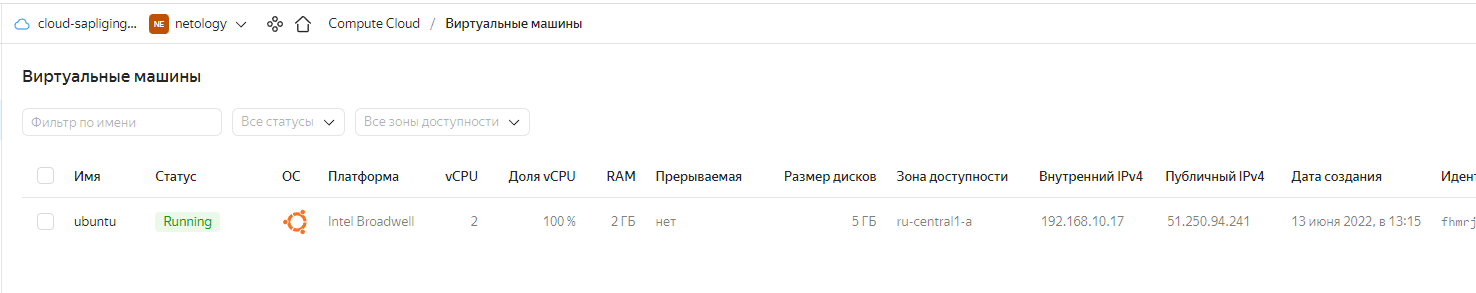 cloud-sapliging... NE netology Compute Cloud / Виртуальные машины
Виртуальные машины
Фильтр по имени Все статусы Все зоны доступности
Имя Статус ОС Платформа vCPU Доля vCPU RAM Прерываемая Размер дисков Зона доступности Внутренний IPv4 Публичный IPv4 Дата создания Идент
ubuntu Running Intel Broadwell 2 100 % 2 ГБ нет 5 ГБ ru-central1-a 192.168.10.17 51.250.94.241 13 июня 2022, в 13:15 fhmrj